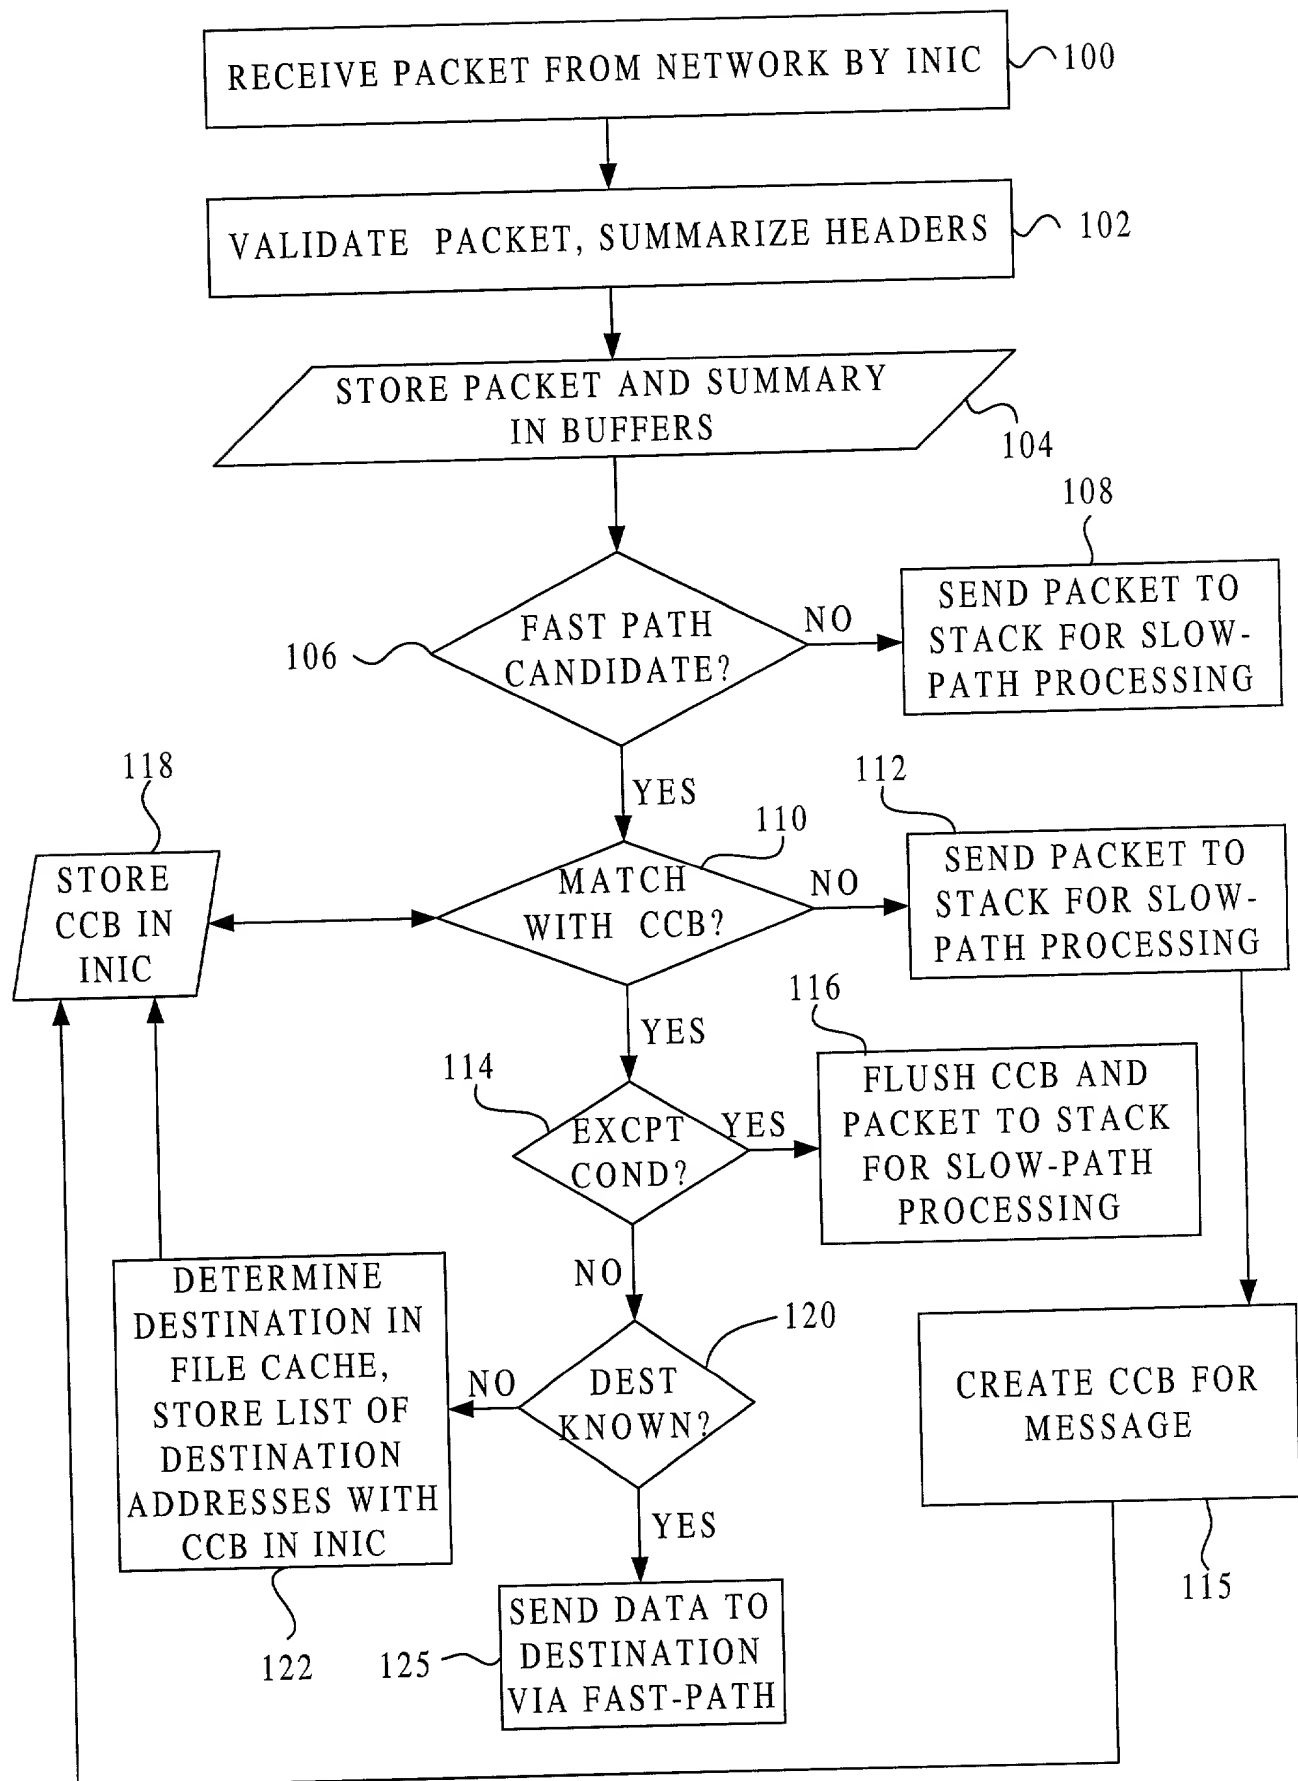 RECEIVE PACKET FROM NETWORK BY INIC
100
VALIDATE PACKET, SUMMARIZE HEADERS
102
STORE PACKET AND SUMMARY
IN BUFFERS
104
106
FAST PATH
CANDIDATE?
NO
108
SEND PACKET TO
STACK FOR SLOW-
PATH PROCESSING
YES
118
STORE
CCB IN
INIC
110
MATCH
WITH CCB?
NO
112
SEND PACKET TO
STACK FOR SLOW-
PATH PROCESSING
YES
114
EXCPT
COND?
YES
116
FLUSH CCB AND
PACKET TO STACK
FOR SLOW-PATH
PROCESSING
NO
120
DEST
KNOWN?
NO
DETERMINE
DESTINATION IN
FILE CACHE,
STORE LIST OF
DESTINATION
ADDRESSES WITH
CCB IN INIC
122
CREATE CCB FOR
MESSAGE
115
YES
125
SEND DATA TO
DESTINATION
VIA FAST-PATH